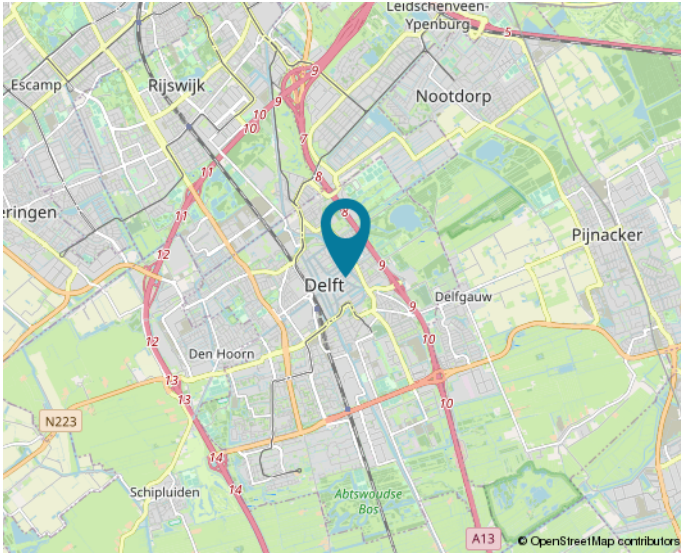 Leidschenveen-
Ypenburg
5
Escamp
Rijswijk
9
9
9
10
10
Nootdorp
7
11
8
11
8
eringen
12
9
Pijnacker
Delft
9
Delfgauw
12
10
Den Hoorn
13
13
10
N223
14
14
Schipluiden
Abtswoudse
Bos
A13
© OpenStreetMap contributors